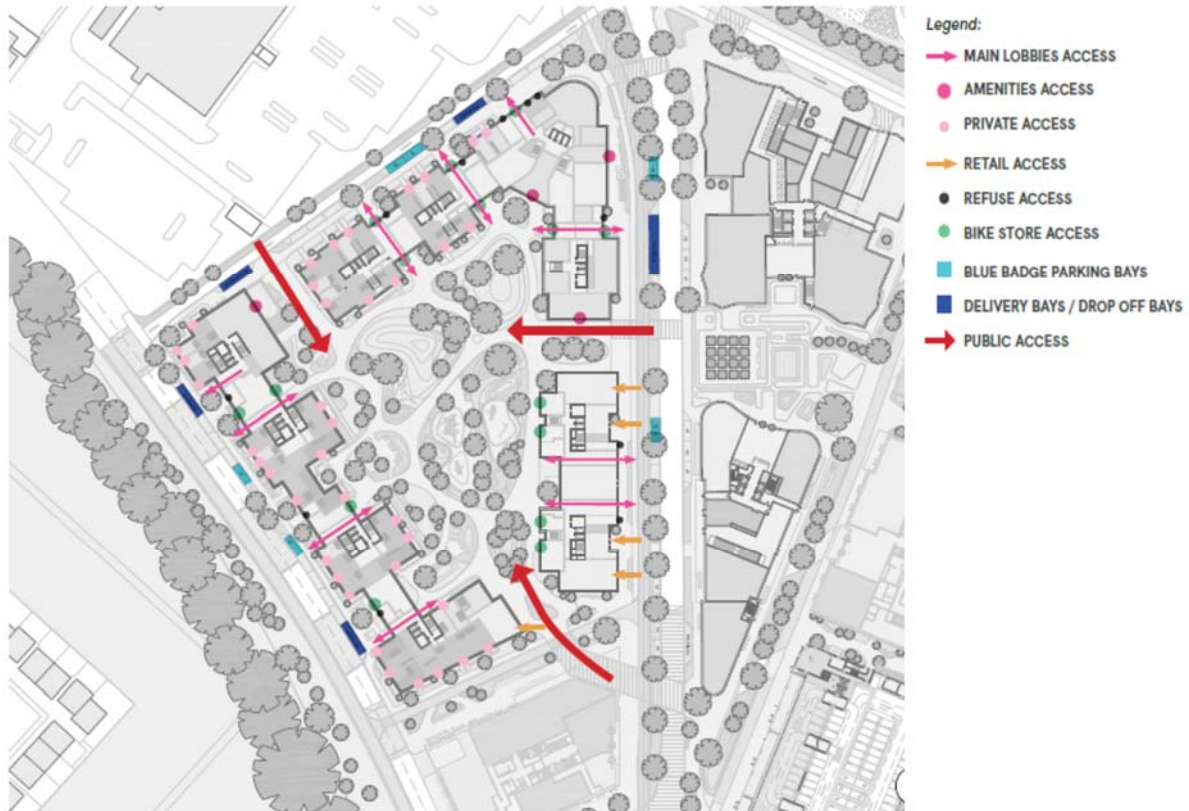 Legend:
MAIN LOBBIES ACCESS
AMENITIES ACCESS
PRIVATE ACCESS
RETAIL ACCESS
REFUSE ACCESS
BIKE STORE ACCESS
BLUE BADGE PARKING BAYS
DELIVERY BAYS / DROP OFF BAYS
PUBLIC ACCESS